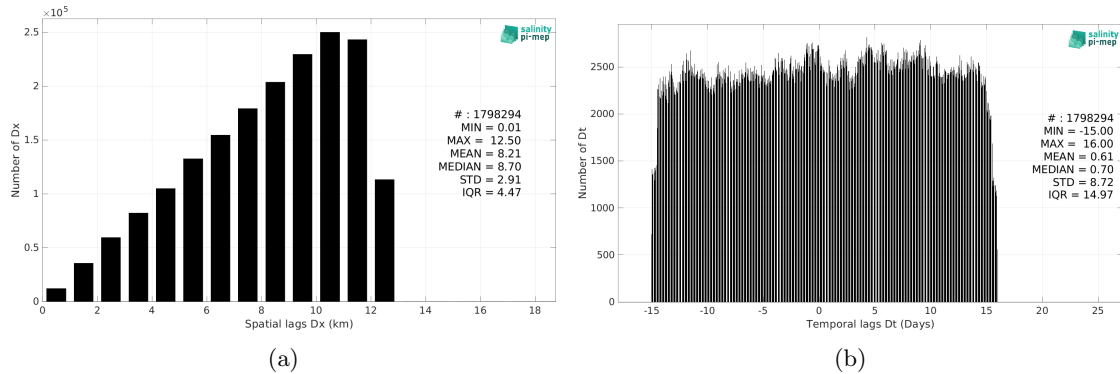 2.5 ×10⁵
2
1.5
1
0.5
0
Number of Dx
0 2 4 6 8 10 12 14 16 18
Spatial lags Dx (km)
salinity
pi-mep
# : 1798294
MIN = 0.01
MAX = 12.50
MEAN = 8.21
MEDIAN = 8.70
STD = 2.91
IQR = 4.47
(a)
2500
2000
1500
1000
500
0
Number of Dt
-15 -10 -5 0 5 10 15 20 25
Temporal lags Dt (Days)
salinity
pi-mep
# : 1798294
MIN = -15.00
MAX = 16.00
MEAN = 0.61
MEDIAN = 0.70
STD = 8.72
IQR = 14.97
(b)